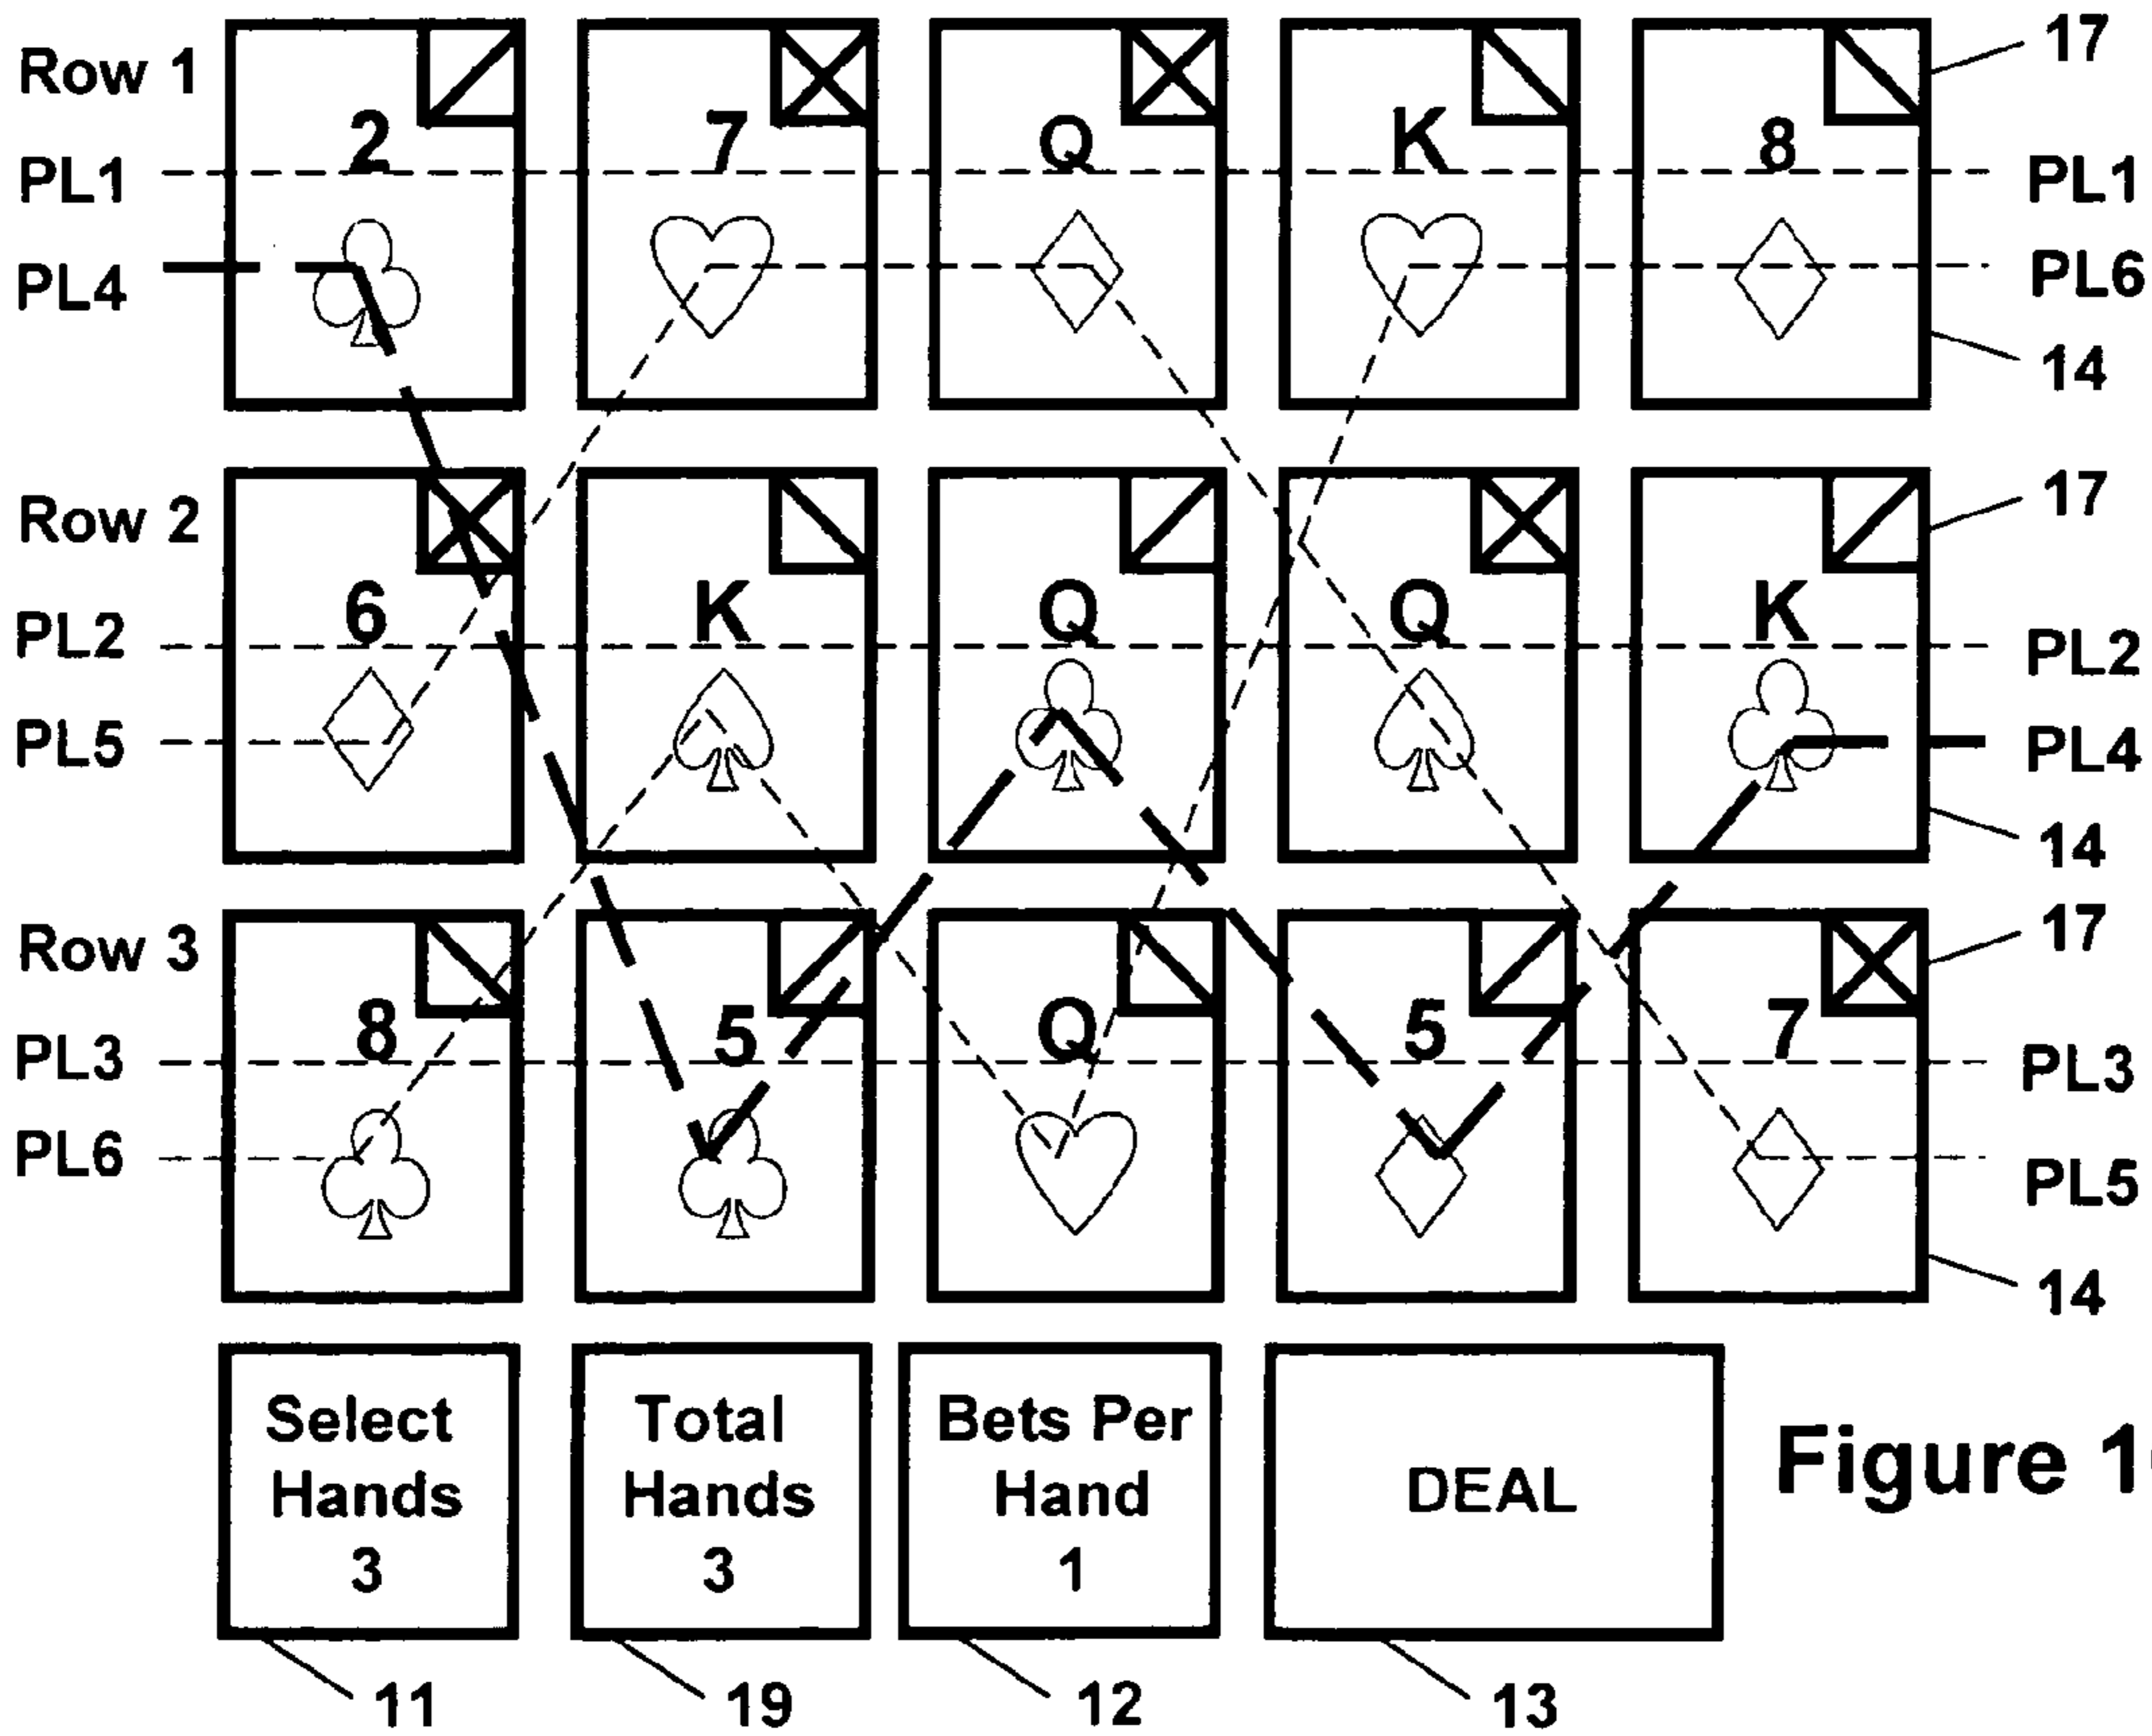 Row 1
17
2 7 Q K 8
PL1 PL1
PL4 PL6
14
Row 2
17
6 K Q Q K
PL2 PL2
PL5 PL4
14
Row 3
17
8 5 Q 5 7
PL3 PL3
PL6 PL5
14
Select Hands 3
Total Hands 3
Bets Per Hand 1
DEAL
Figure 1
11 19 12 13